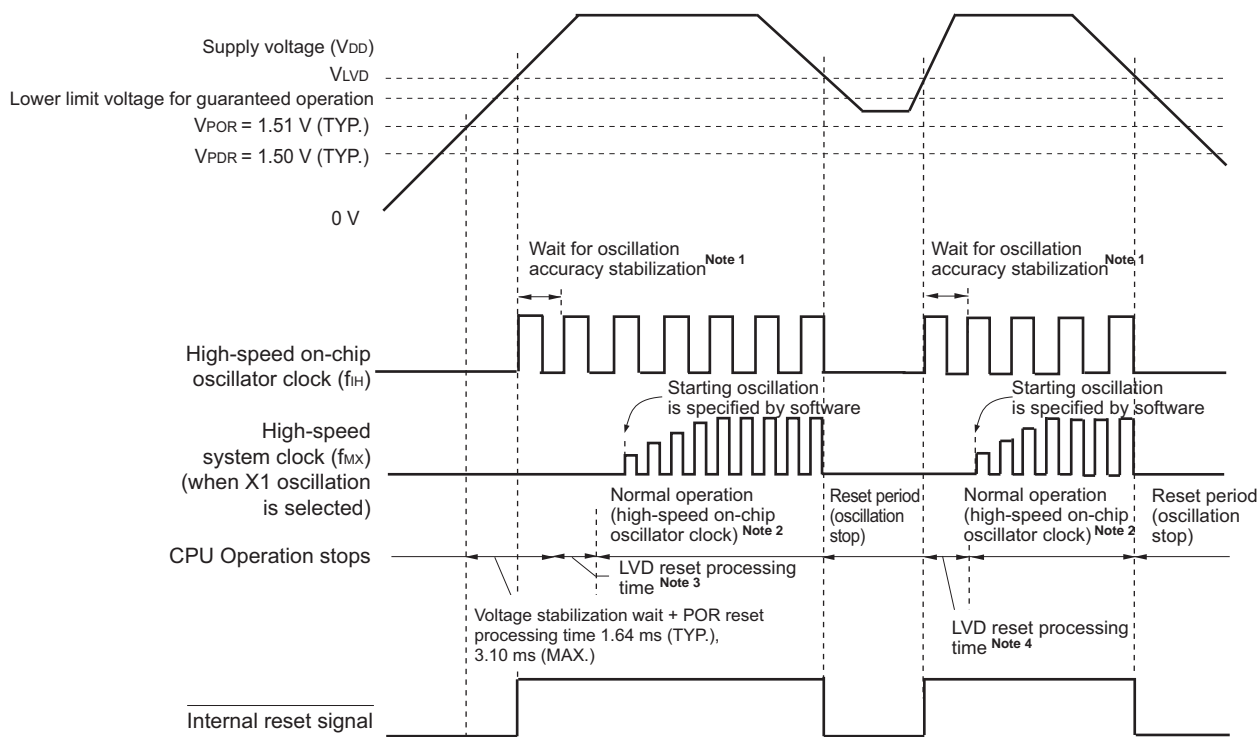 Supply voltage (VDD)
VLVD
Lower limit voltage for guaranteed operation
VPOR = 1.51 V (TYP.)
VPDR = 1.50 V (TYP.)
0 V
Wait for oscillation
accuracy stabilization Note 1
Wait for oscillation
accuracy stabilization Note 1
High-speed on-chip
oscillator clock (fIH)
Starting oscillation
is specified by software
Starting oscillation
is specified by software
High-speed
system clock (fMX)
(when X1 oscillation
is selected)
Normal operation
(high-speed on-chip
oscillator clock) Note 2
Reset period
(oscillation
stop)
Normal operation
(high-speed on-chip
oscillator clock) Note 2
Reset period
(oscillation
stop)
CPU Operation stops
LVD reset processing
time Note 3
Voltage stabilization wait + POR reset
processing time 1.64 ms (TYP.),
3.10 ms (MAX.)
LVD reset processing
time Note 4
Internal reset signal